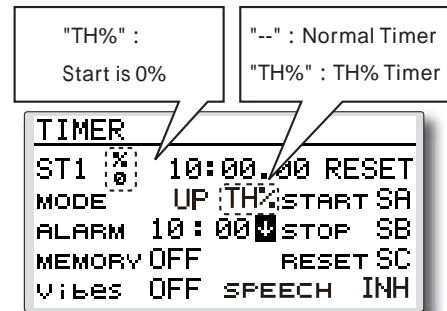 "TH%" :
Start is 0%
"--" : Normal Timer
"TH%" : TH% Timer
TIMER
ST1 % 0 10:00.00 RESET
MODE UP TH% START SA
ALARM 10:00 ↓ STOP SB
MEMORY OFF RESET SC
Vibes OFF SPEECH INH